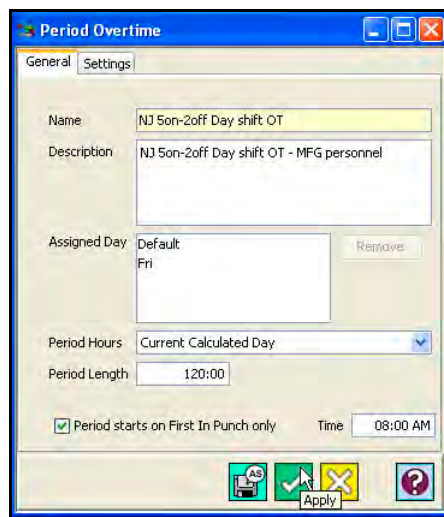 Period Overtime
General Settings
Name NJ 5on-2off Day shift OT
Description NJ 5on-2off Day shift OT - MFG personnel
Assigned Day Default
Fri
Remove
Period Hours Current Calculated Day
Period Length 120:00
Period starts on First In Punch only Time 08:00 AM
AS
?
Apply